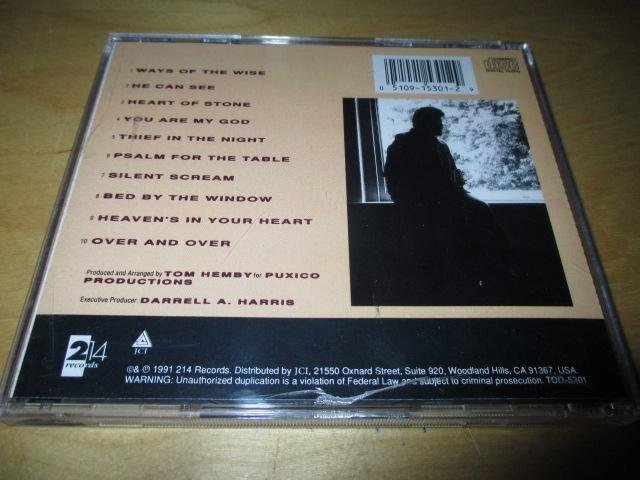 1 WAYS OF THE WISE
2 HE CAN SEE
3 HEART OF STONE
4 YOU ARE MY GOD
5 THIEF IN THE NIGHT
6 PSALM FOR THE TABLE
7 SILENT SCREAM
8 BED BY THE WINDOW
9 HEAVEN'S IN YOUR HEART
10 OVER AND OVER
Produced and Arranged by TOM HEMBY for PUXICO
PRODUCTIONS
Executive Producer: DARRELL A. HARRIS
0 5109-15301-2 9
COMPACT
disc
DIGITAL AUDIO
214
records
JCI
©& ℗ 1991 214 Records. Distributed by JCI, 21550 Oxnard Street, Suite 920, Woodland Hills, CA 91367, USA.
WARNING: Unauthorized duplication is a violation of Federal Law and subject to criminal prosecution. TOD-5301